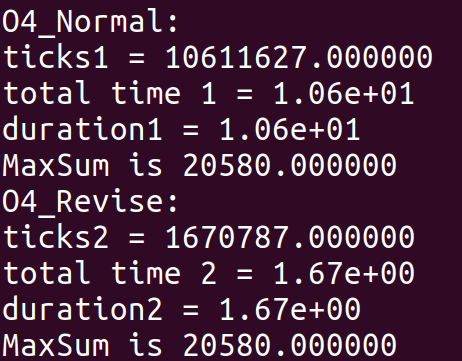 O4_Normal:
ticks1 = 10611627.000000
total time 1 = 1.06e+01
duration1 = 1.06e+01
MaxSum is 20580.000000
O4_Revise:
ticks2 = 1670787.000000
total time 2 = 1.67e+00
duration2 = 1.67e+00
MaxSum is 20580.000000